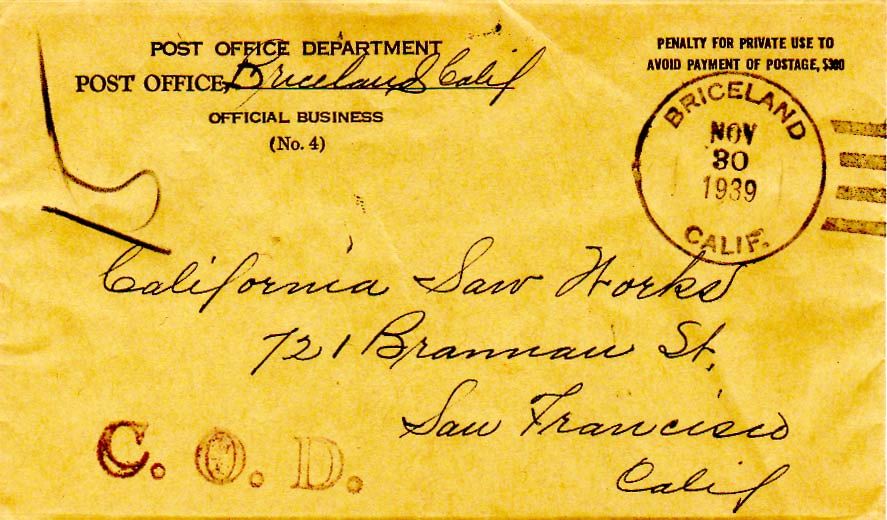 POST OFFICE DEPARTMENT
POST OFFICE, Briceland Calif
OFFICIAL BUSINESS
(No. 4)
PENALTY FOR PRIVATE USE TO
AVOID PAYMENT OF POSTAGE, $300
BRICELAND
NOV
30
1939
CALIF.
California Saw Works
721 Brannan St.
San Francisco
Calif
C. O. D.